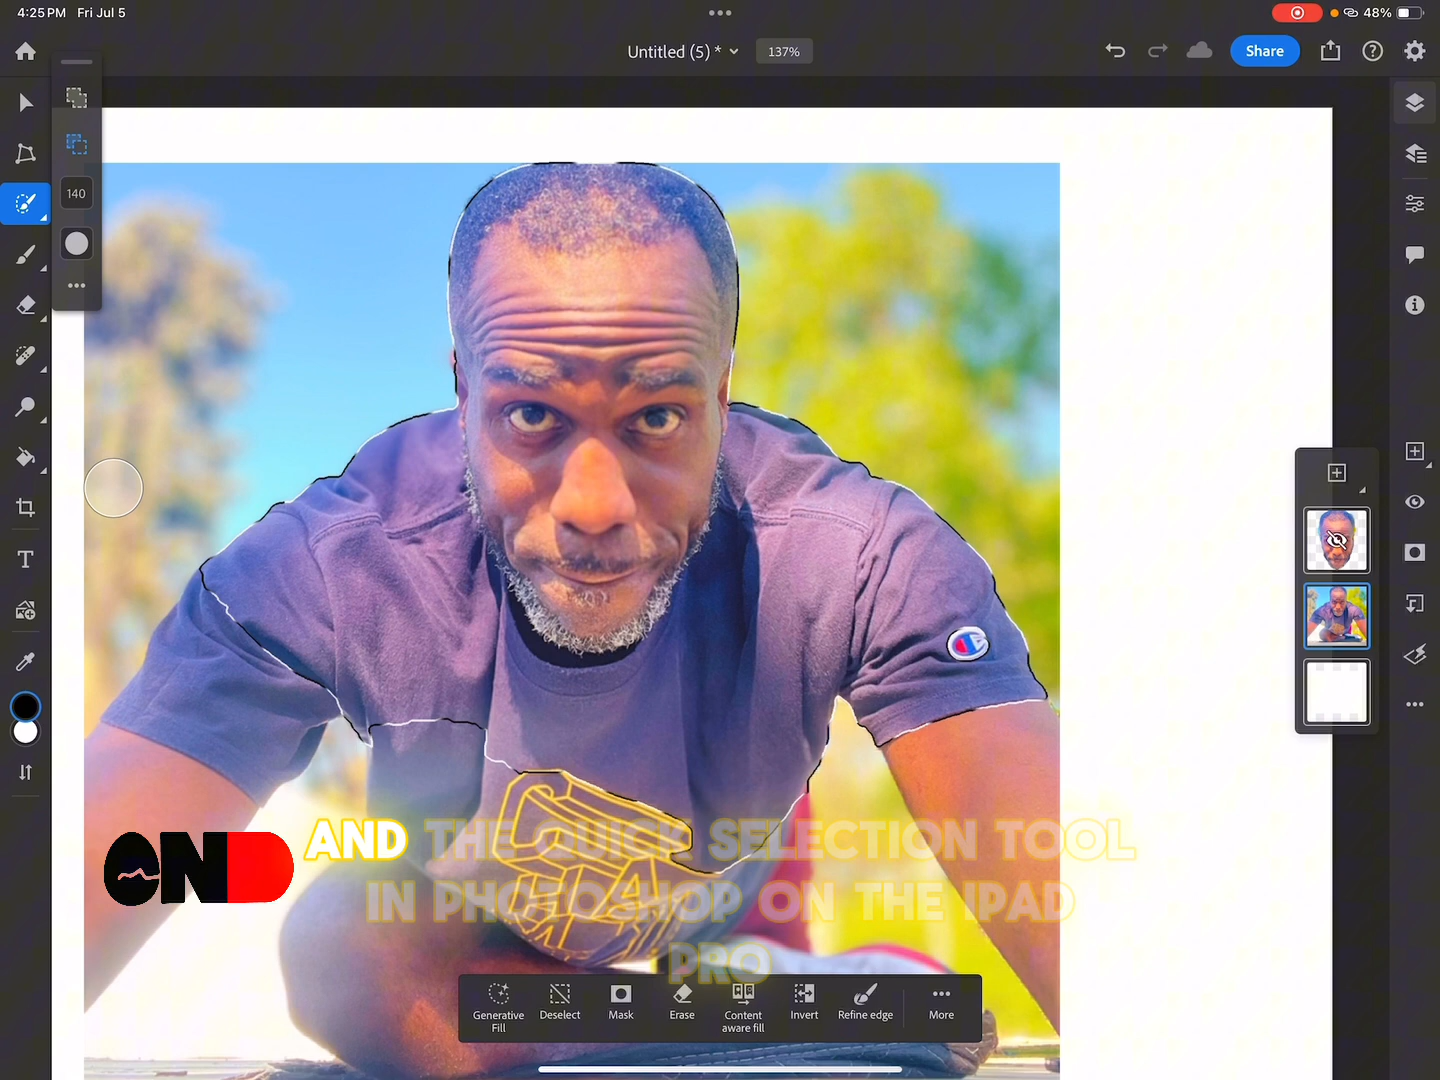 4:25 PM Fri Jul 5
48%
Untitled (5) *
137%
Share
140
T
C
OND
AND THE QUICK SELECTION TOOL
IN PHOTOSHOP ON THE IPAD
PRO
Generative Fill
Deselect
Mask
Erase
Content aware fill
Invert
Refine edge
More